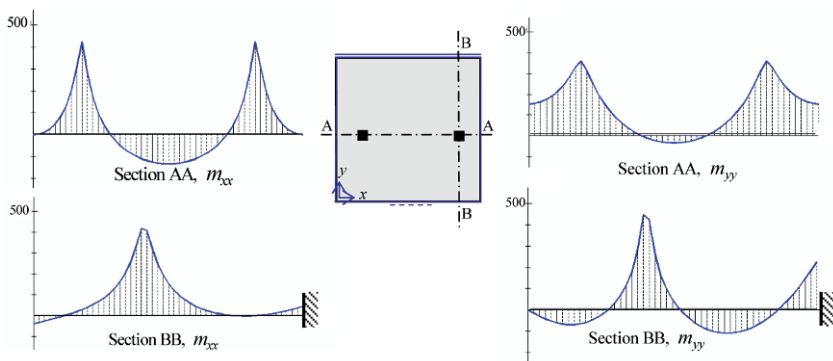 500
Section AA, mxx
500
Section BB, mxx
B
A
A
y
x
B
500
Section AA, myy
500
Section BB, myy